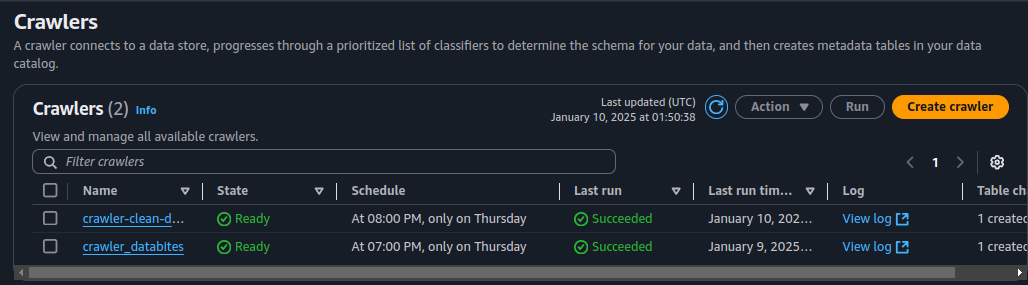 Crawlers
A crawler connects to a data store, progresses through a prioritized list of classifiers to determine the schema for your data, and then creates metadata tables in your data
catalog.
Crawlers (2) Info
Last updated (UTC)
January 10, 2025 at 01:50:38
Action
Run
Create crawler
View and manage all available crawlers.
Filter crawlers
1
Name State Schedule Last run Last run tim... Log Table ch
crawler-clean-d... Ready At 08:00 PM, only on Thursday Succeeded January 10, 202... View log 1 created
crawler_databites Ready At 07:00 PM, only on Thursday Succeeded January 9, 2025... View log 1 created